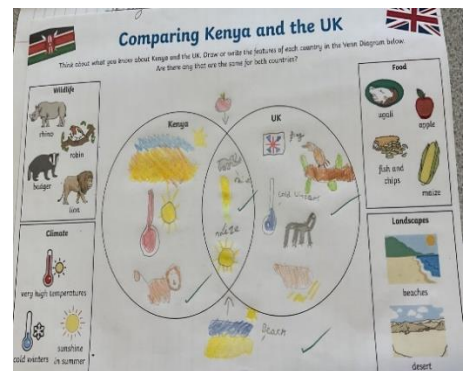 Comparing Kenya and the UK
Think about what you know about Kenya and the UK. Draw or write the features of each country in the Venn Diagram below.
Are there any that are the same for both countries?
Wildlife
rhino
robin
badger
lion
Climate
very high temperatures
cold winters
sunshine
in summer
Kenya
UK
maize
cold winters
Beach
Food
ugali
apple
fish and
chips
maize
Landscapes
beaches
desert